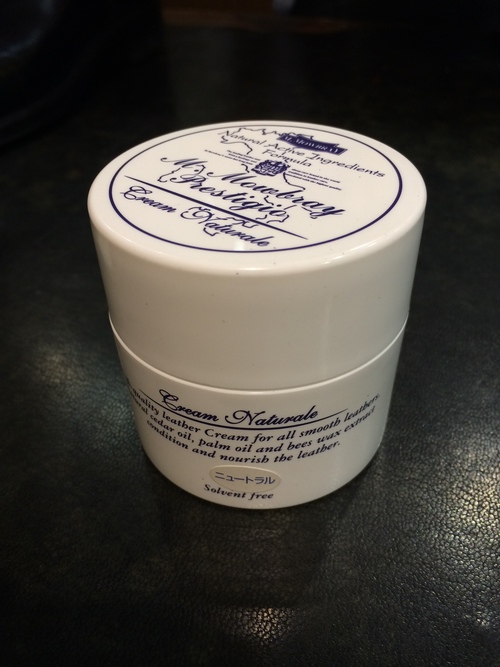 M.MOWBRAY
Natural Active Ingredients
Formula
M. Mowbray
Prestigio
Cream Naturale
Cream Naturale
quality leather Cream for all smooth leathers.
cedar oil, palm oil and bees wax extract
condition and nourish the leather.
ニュートラル
Solvent free